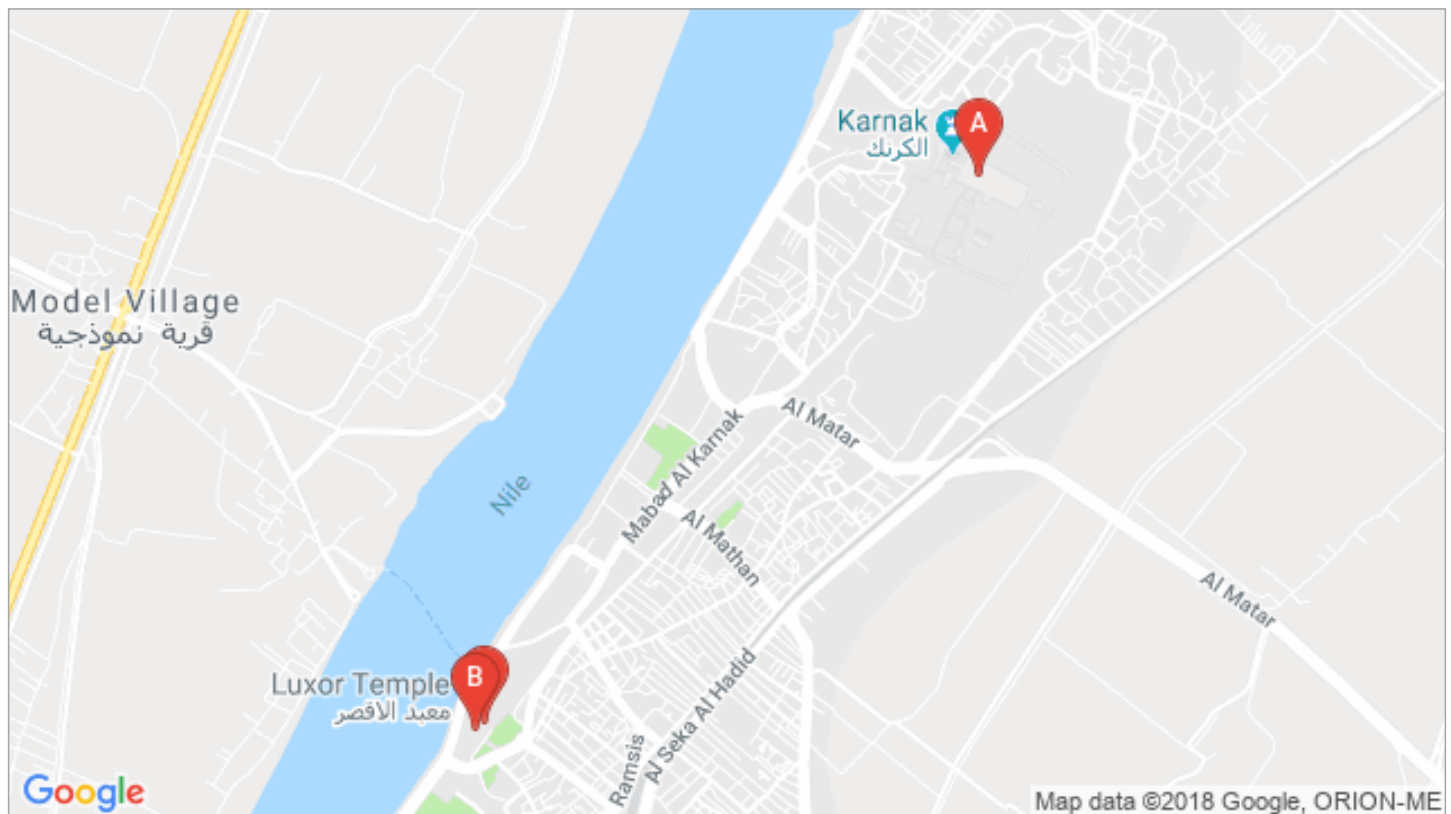 Karnak
الكرنك
A
Model Village
قرية نموذجية
Al Matar
Mabad Al Karnak
Nile
Al Mathan
Al Matar
Luxor Temple
معبد الاقصر
B
Ramsis
Al Seka Al Hadid
Google
Map data ©2018 Google, ORION-ME